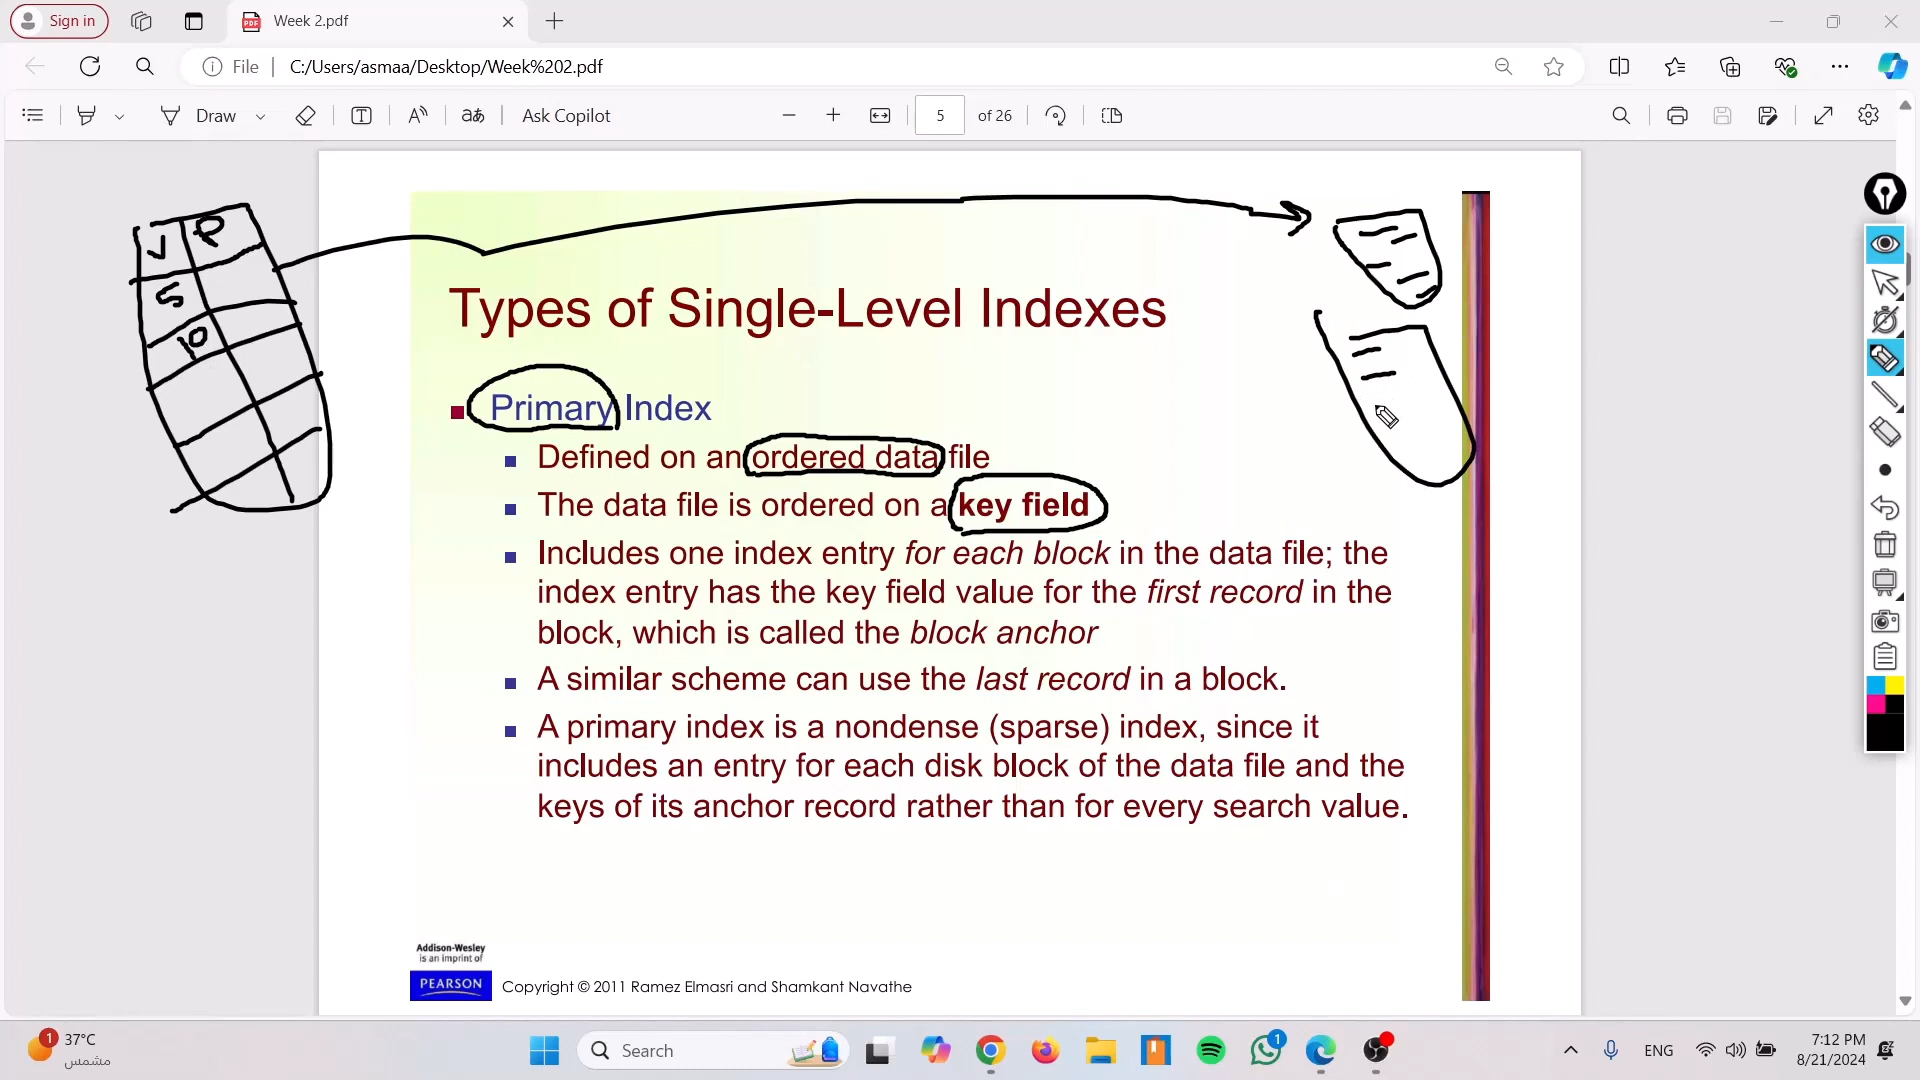 Sign in
Week 2.pdf
File
C:/Users/asmaa/Desktop/Week%202.pdf
Draw
aあ
Ask Copilot
5 of 26
V P
5
10
Types of Single-Level Indexes
Primary Index
Defined on an ordered data file
The data file is ordered on a key field
Includes one index entry for each block in the data file; the
index entry has the key field value for the first record in the
block, which is called the block anchor
A similar scheme can use the last record in a block.
A primary index is a nondense (sparse) index, since it
includes an entry for each disk block of the data file and the
keys of its anchor record rather than for every search value.
Addison-Wesley
is an imprint of
PEARSON
Copyright © 2011 Ramez Elmasri and Shamkant Navathe
1
37°C
مشمس
Search
1
ENG
7:12 PM
8/21/2024